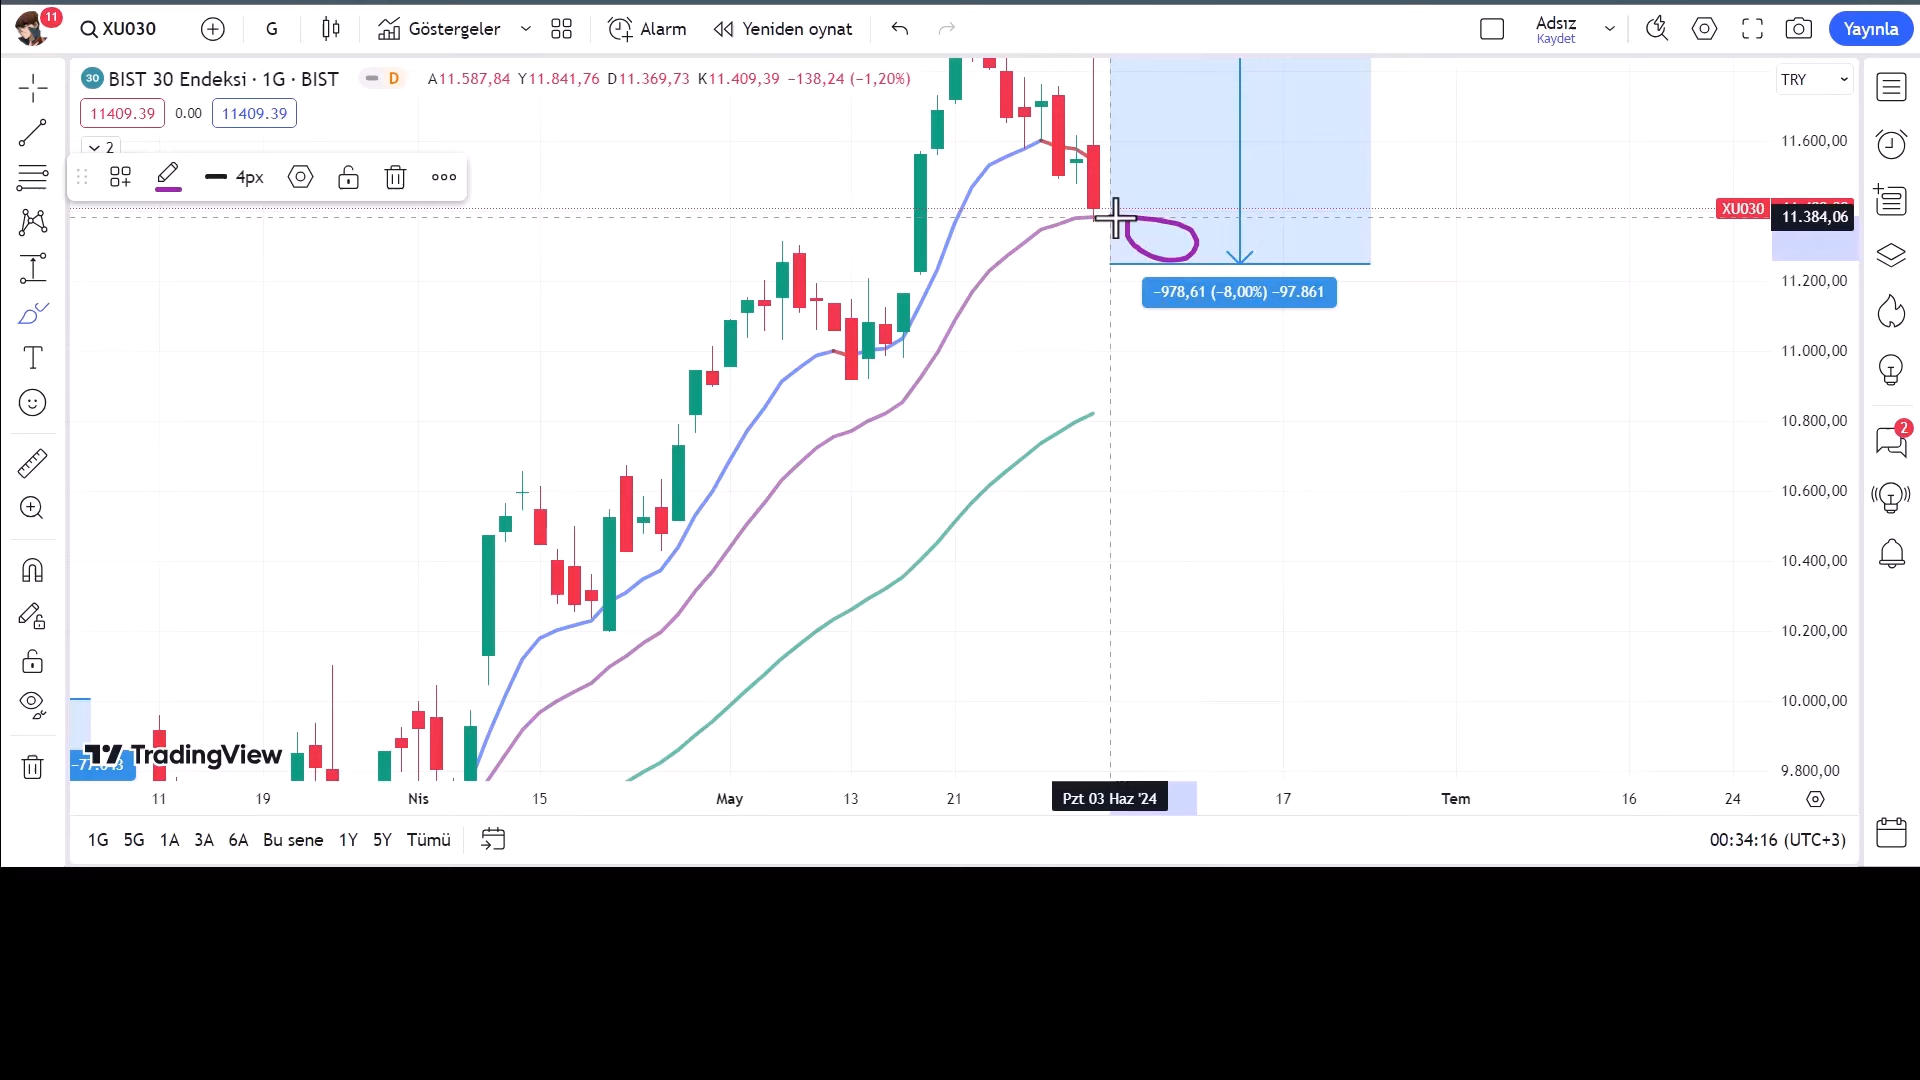 11
XU030
G
Göstergeler
Alarm
Yeniden oynat
Adsız
Kaydet
Yayınla
30
BIST 30 Endeksi · 1G · BIST
D
A11.587,84 Y11.841,76 D11.369,73 K11.409,39 −138,24 (−1,20%)
TRY
11409.39
0.00
11409.39
2
4px
11.600,00
XU030
11.384,06
11.200,00
−978,61 (−8,00%) −97.861
11.000,00
10.800,00
2
10.600,00
10.400,00
10.200,00
10.000,00
TradingView
9.800,00
11
19
Nis
15
May
13
21
Pzt 03 Haz '24
17
Tem
16
24
1G
5G
1A
3A
6A
Bu sene
1Y
5Y
Tümü
00:34:16 (UTC+3)